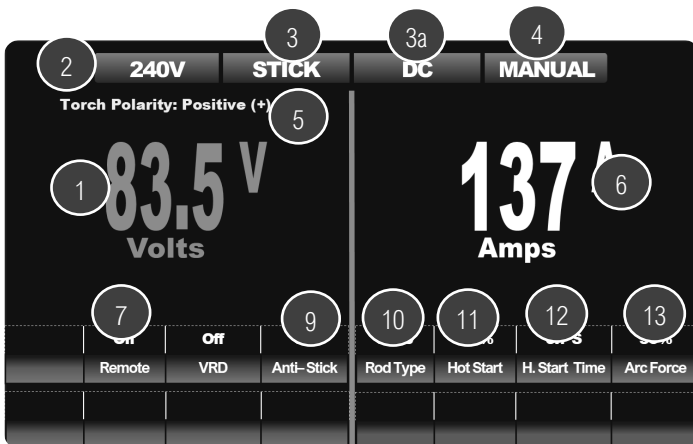 3 3a 4
2 240V STICK DC MANUAL
Torch Polarity: Positive (+) 5
1 83.5 V 137 6
Volts Amps
7 9 10 11 12 13
Off
Remote VRD Anti-Stick Rod Type Hot Start H. Start Time Arc Force